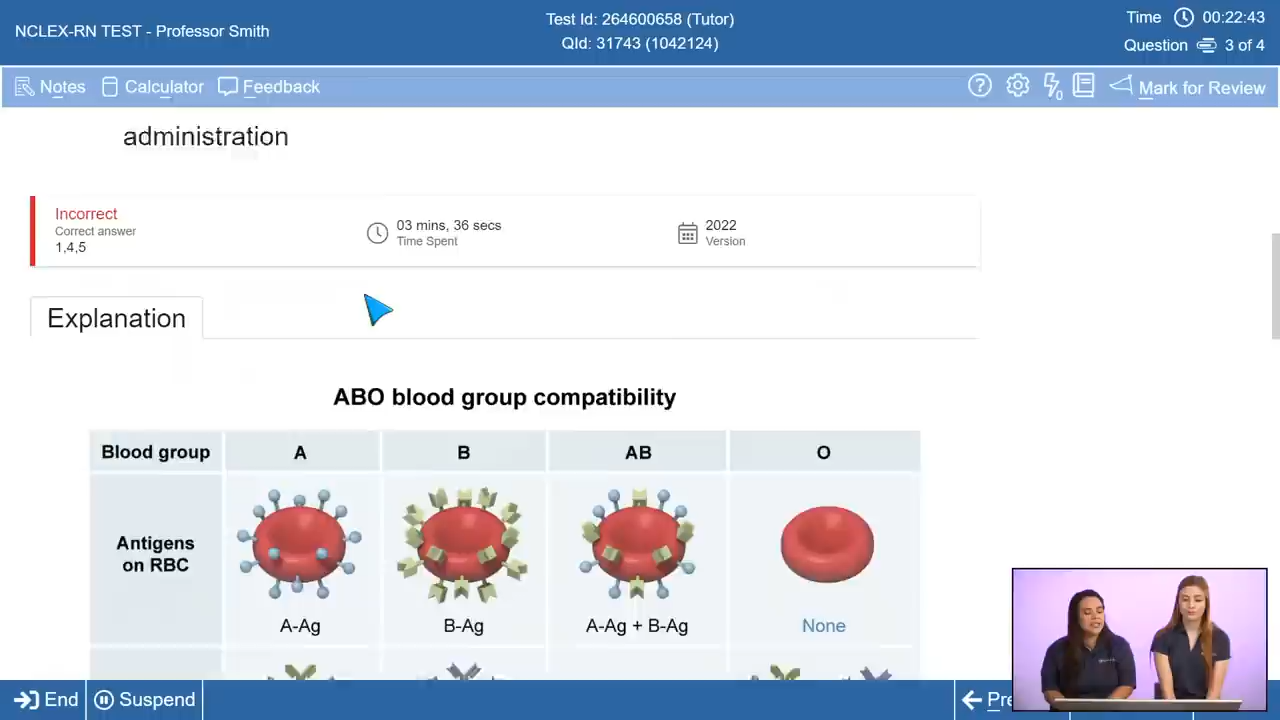 NCLEX-RN TEST - Professor Smith
Test Id: 264600658 (Tutor)
QId: 31743 (1042124)
Time 00:22:43
Question 3 of 4
Notes Calculator Feedback
0 Mark for Review
administration
Incorrect
Correct answer
1,4,5
03 mins, 36 secs
Time Spent
2022
Version
Explanation
ABO blood group compatibility
Blood group A B AB O
Antigens
on RBC
A-Ag B-Ag A-Ag + B-Ag None
End Suspend